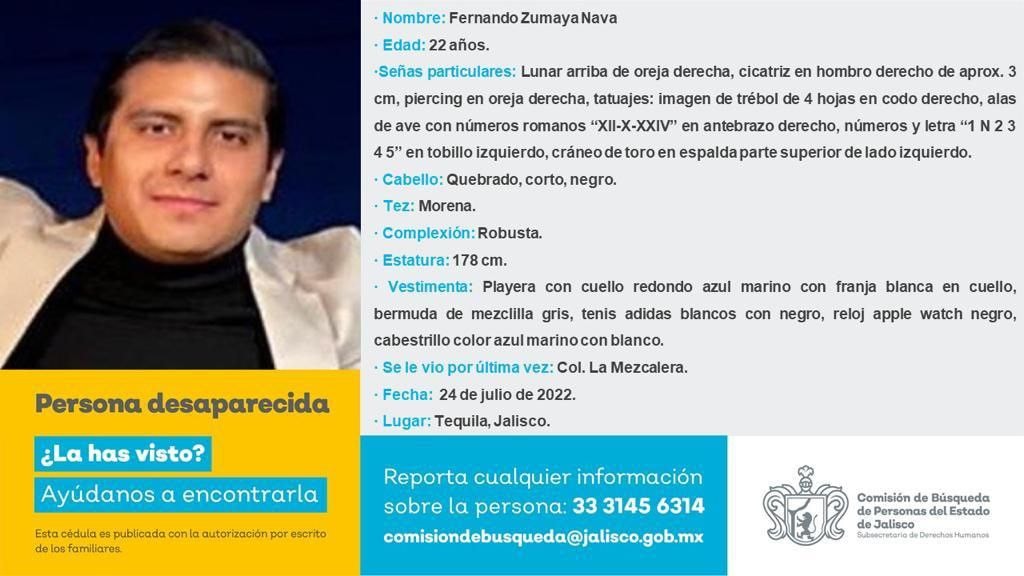 · Nombre: Fernando Zumaya Nava
· Edad: 22 años.
·Señas particulares: Lunar arriba de oreja derecha, cicatriz en hombro derecho de aprox. 3
cm, piercing en oreja derecha, tatuajes: imagen de trébol de 4 hojas en codo derecho, alas
de ave con números romanos “XII-X-XXIV” en antebrazo derecho, números y letra “1 N 2 3
4 5” en tobillo izquierdo, cráneo de toro en espalda parte superior de lado izquierdo.
· Cabello: Quebrado, corto, negro.
· Tez: Morena.
· Complexión: Robusta.
· Estatura: 178 cm.
· Vestimenta: Playera con cuello redondo azul marino con franja blanca en cuello,
bermuda de mezclilla gris, tenis adidas blancos con negro, reloj apple watch negro,
cabestrillo color azul marino con blanco.
· Se le vio por última vez: Col. La Mezcalera.
· Fecha: 24 de julio de 2022.
· Lugar: Tequila, Jalisco.
Persona desaparecida
¿La has visto?
Ayúdanos a encontrarla
Esta cédula es publicada con la autorización por escrito
de los familiares.
Reporta cualquier información
sobre la persona: 33 3145 6314
comisiondebusqueda@jalisco.gob.mx
Comisión de Búsqueda
de Personas del Estado
de Jalisco
Subsecretaría de Derechos Humanos